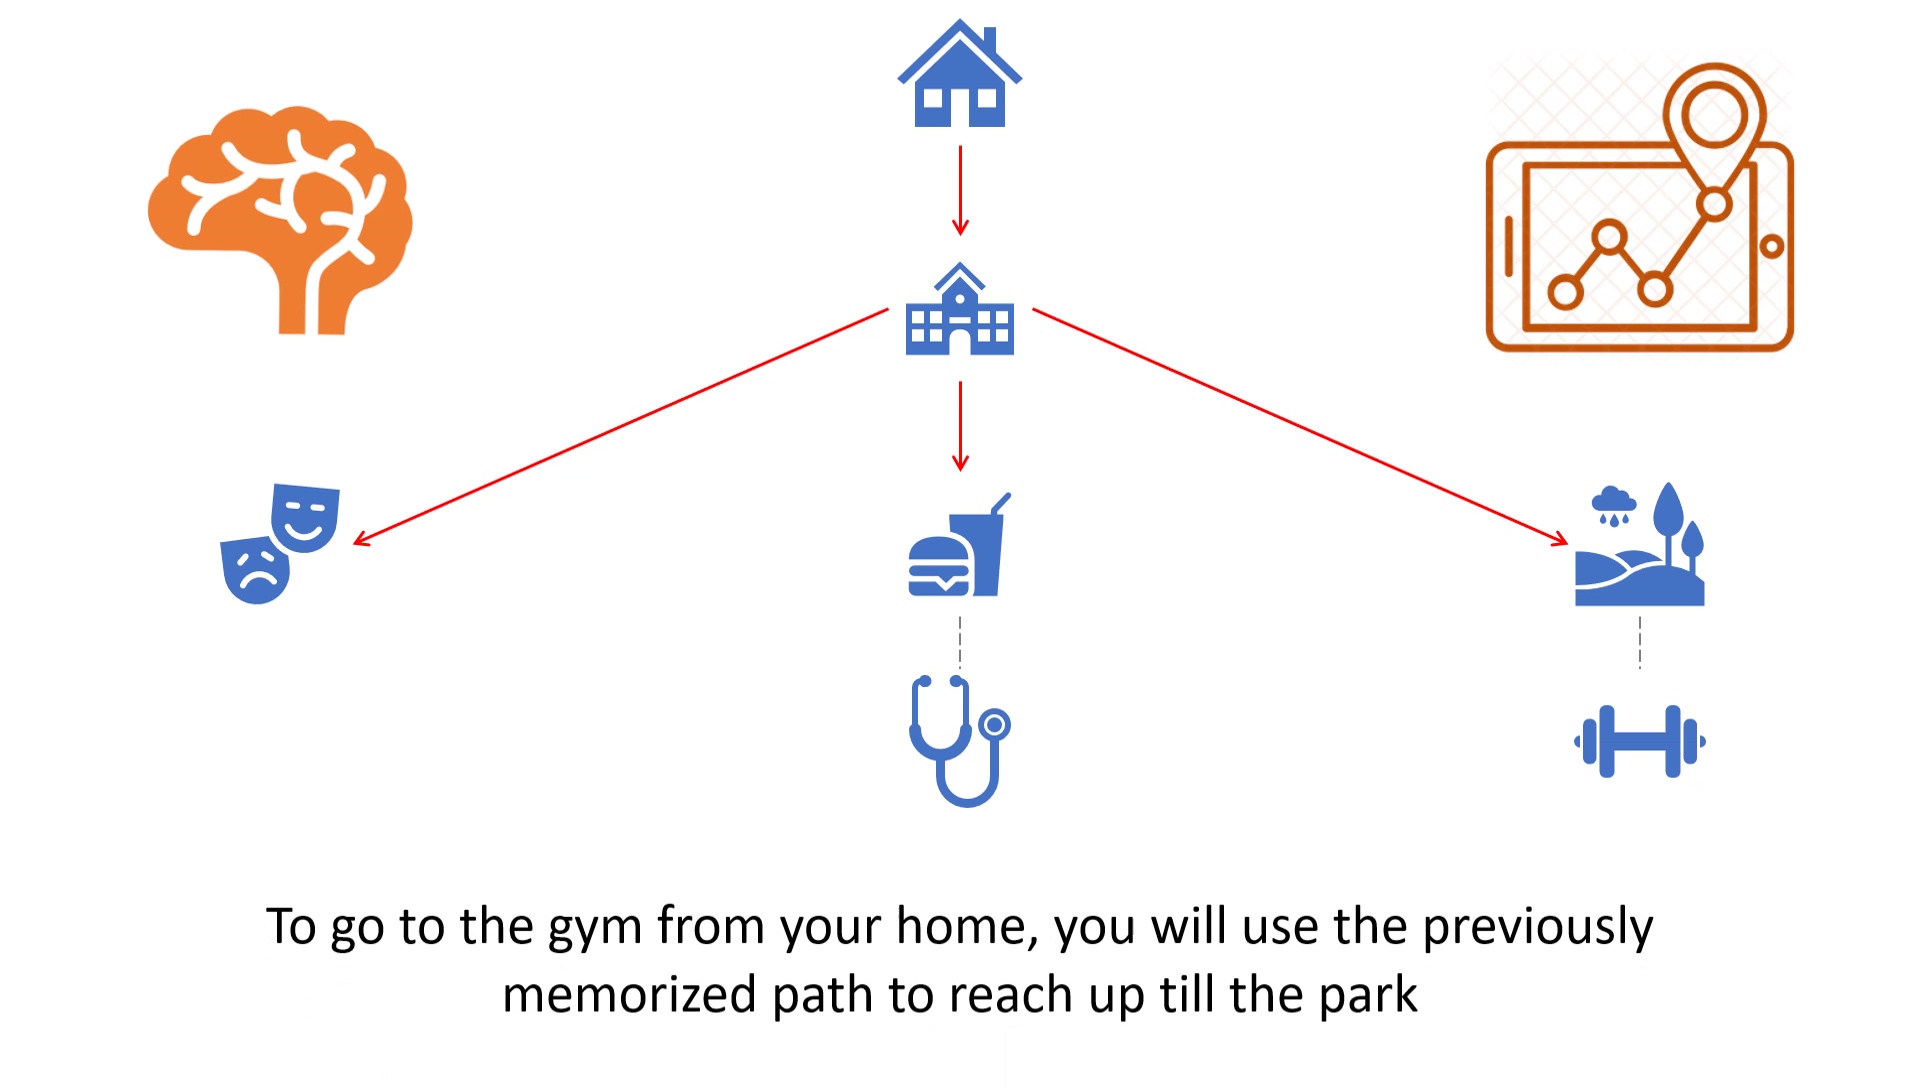 To go to the gym from your home, you will use the previously
memorized path to reach up till the park